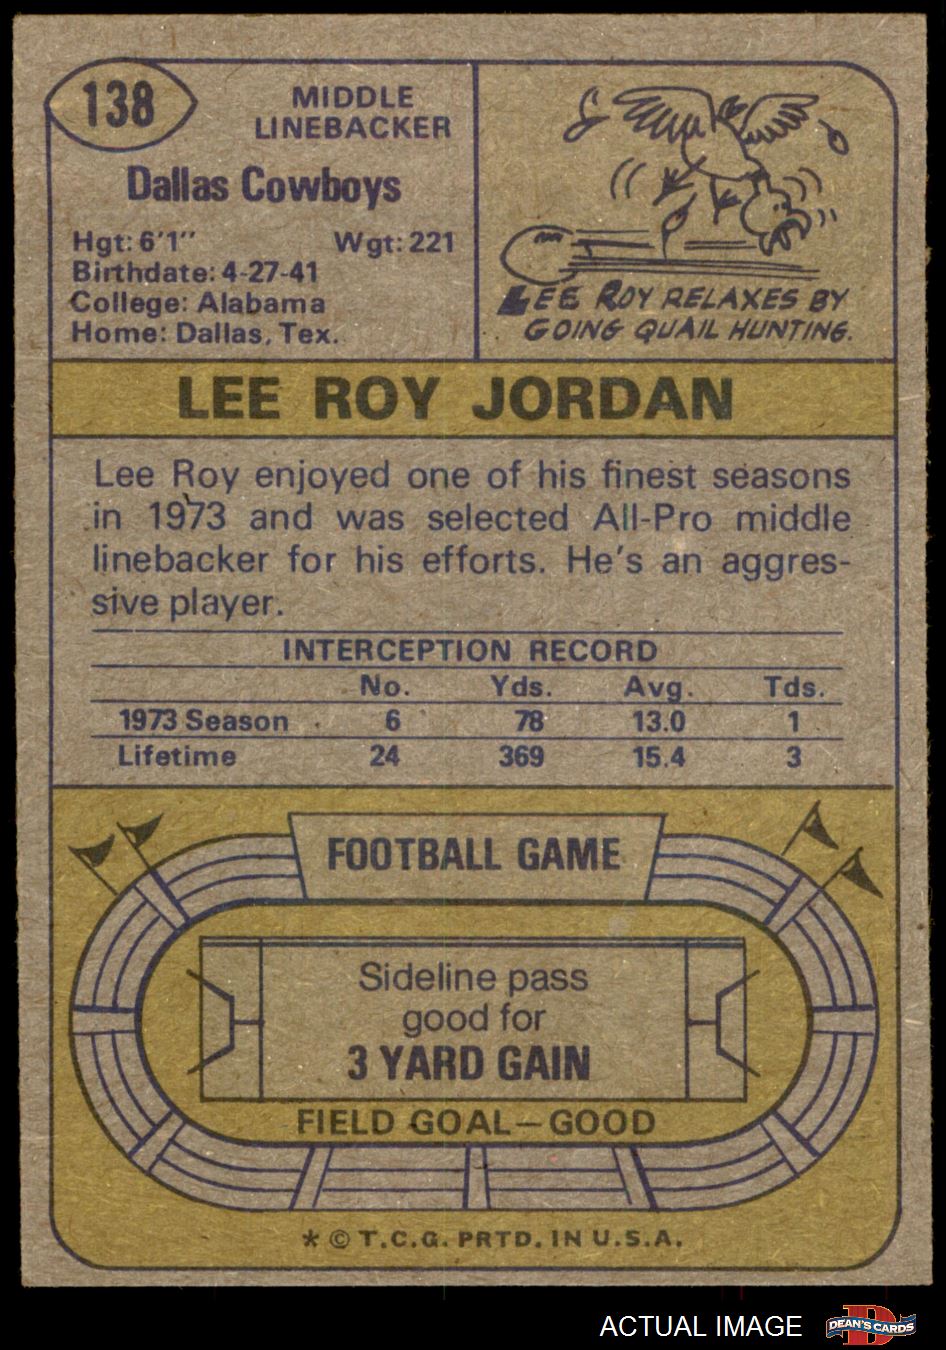 138
MIDDLE
LINEBACKER
Dallas Cowboys
Hgt: 6'1" Wgt: 221
Birthdate: 4-27-41
College: Alabama
Home: Dallas, Tex.
LEE ROY RELAXES BY
GOING QUAIL HUNTING.
LEE ROY JORDAN
Lee Roy enjoyed one of his finest seasons
in 1973 and was selected All-Pro middle
linebacker for his efforts. He's an aggres-
sive player.
INTERCEPTION RECORD
No. Yds. Avg. Tds.
1973 Season 6 78 13.0 1
Lifetime 24 369 15.4 3
FOOTBALL GAME
Sideline pass
good for
3 YARD GAIN
FIELD GOAL—GOOD
* © T.C.G. PRTD. IN U.S.A.
ACTUAL IMAGE
D
DEAN'S CARDS